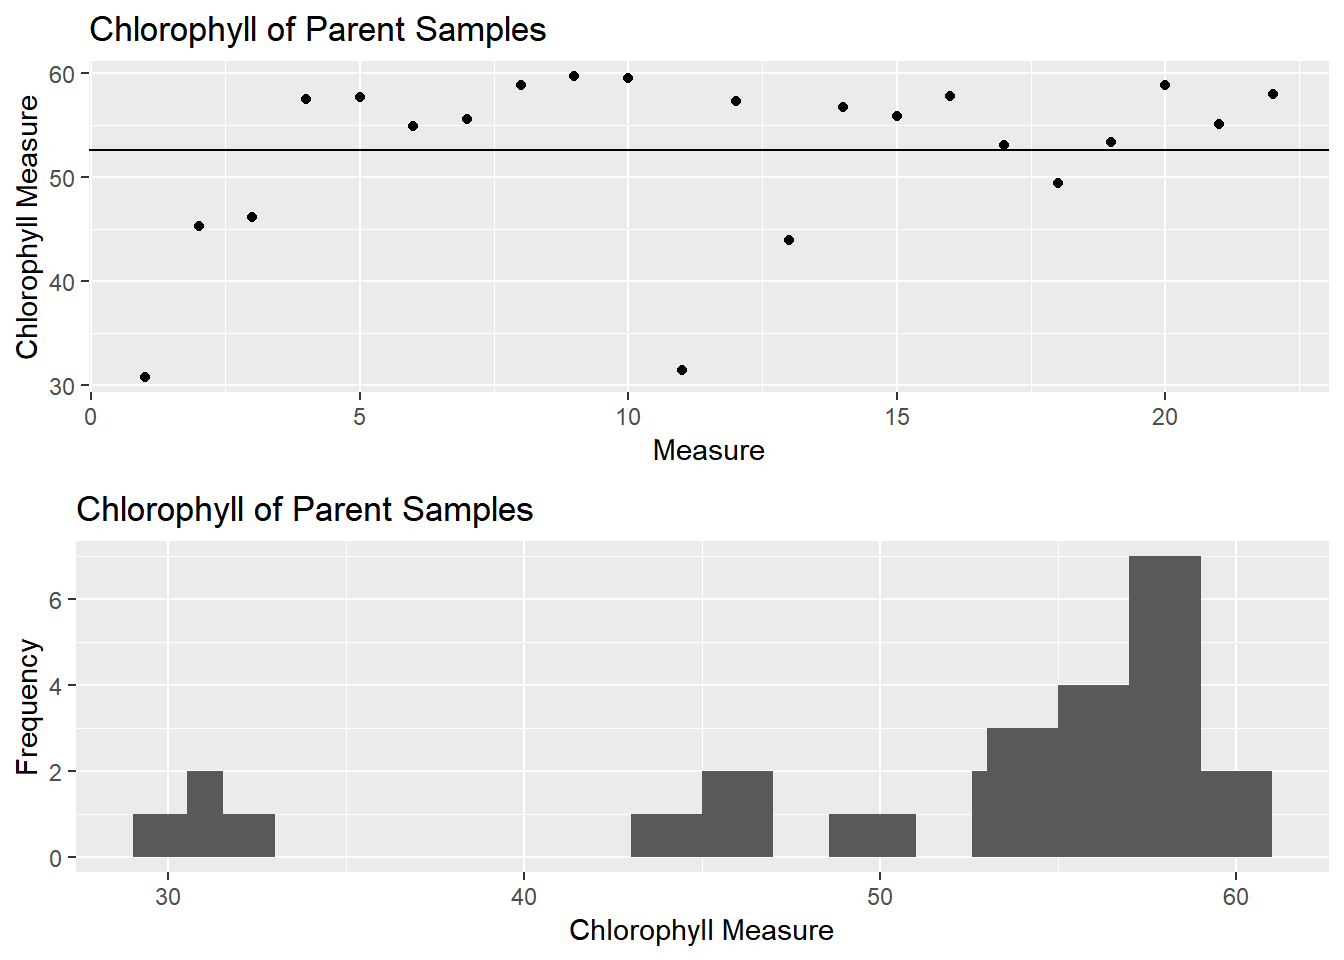 Chlorophyll of Parent Samples
Chlorophyll Measure
60
50
40
30
0 5 10 15 20
Measure
Chlorophyll of Parent Samples
Frequency
6
4
2
0
30 40 50 60
Chlorophyll Measure